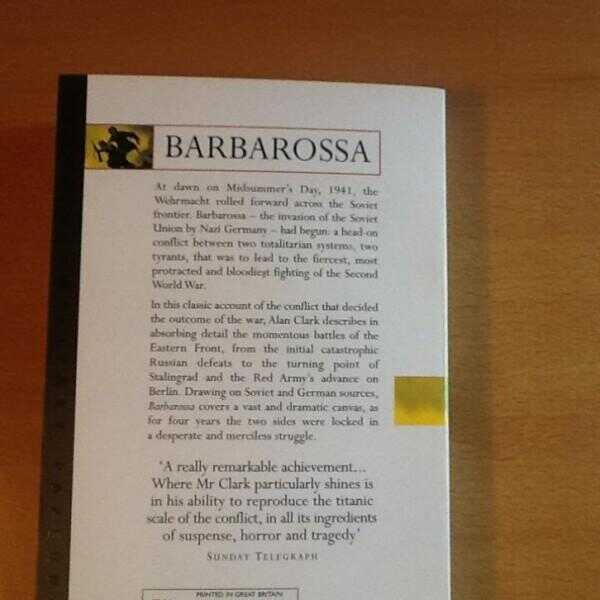 BARBAROSSA
At dawn on Midsummer's Day, 1941, the
Wehrmacht rolled forward across the Soviet
frontier. Barbarossa – the invasion of the Soviet
Union by Nazi Germany – had begun: a head-on
conflict between two totalitarian systems, two
tyrants, that was to lead to the fiercest, most
protracted and bloodiest fighting of the Second
World War.
In this classic account of the conflict that decided
the outcome of the war, Alan Clark describes in
absorbing detail the momentous battles of the
Eastern Front, from the initial catastrophic
Russian defeats to the turning point of
Stalingrad and the Red Army's advance on
Berlin. Drawing on Soviet and German sources,
Barbarossa covers a vast and dramatic canvas, as
for four years the two sides were locked in
a desperate and merciless struggle.
'A really remarkable achievement...
Where Mr Clark particularly shines is
in his ability to reproduce the titanic
scale of the conflict, in all its ingredients
of suspense, horror and tragedy'
SUNDAY TELEGRAPH
PRINTED IN GREAT BRITAIN